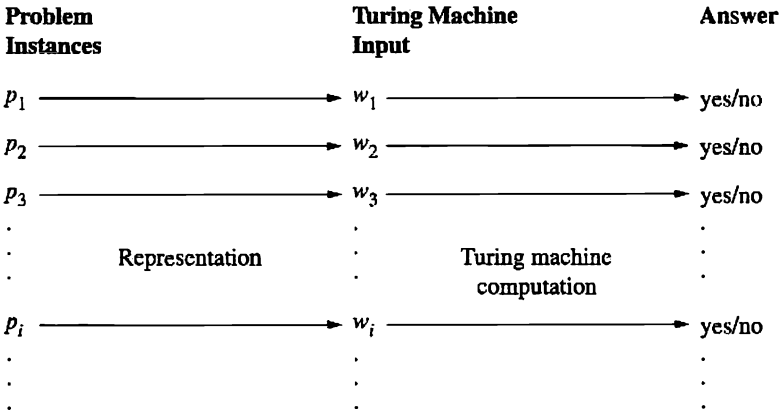 Problem Instances
Turing Machine Input
Answer
p₁ w₁ yes/no
p₂ w₂ yes/no
p₃ w₃ yes/no
Representation
Turing machine computation
pᵢ wᵢ yes/no